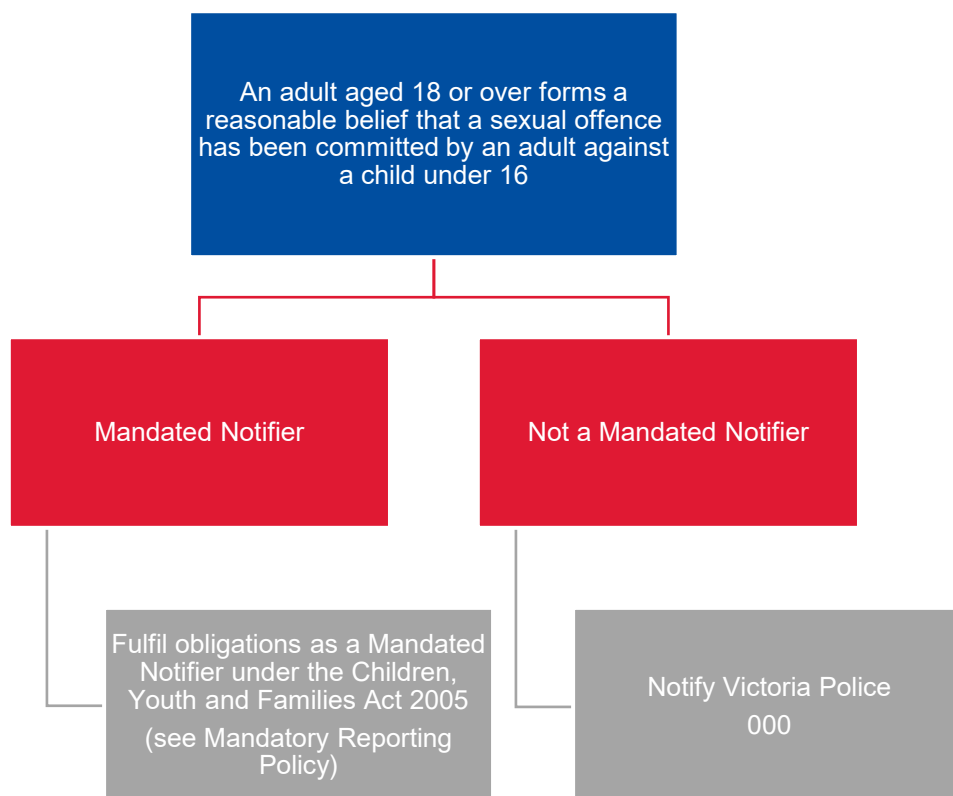 An adult aged 18 or over forms a
reasonable belief that a sexual offence
has been committed by an adult against
a child under 16
Mandated Notifier
Not a Mandated Notifier
Fulfil obligations as a Mandated
Notifier under the Children,
Youth and Families Act 2005
(see Mandatory Reporting
Policy)
Notify Victoria Police
000